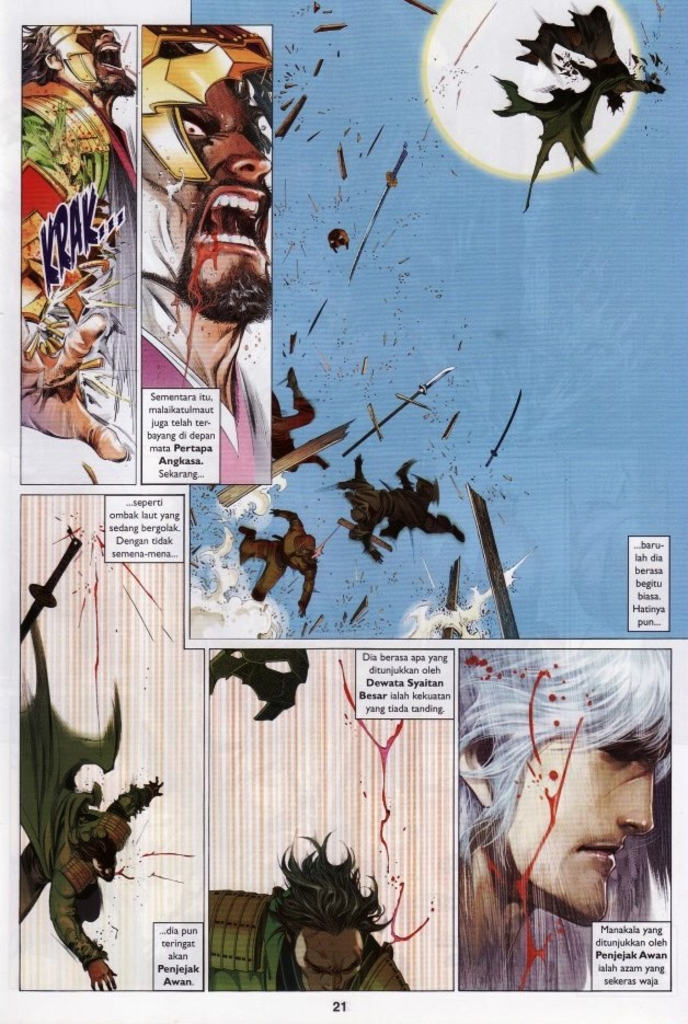 KRAK...
Sementara itu,
malaikatulmaut
juga telah ter-
bayang di depan
mata Pertapa
Angkasa.
Sekarang...
...baru-
lah dia
berasa
begitu
biasa.
Hatinya
pun...
...seperti
ombak laut yang
sedang bergolak.
Dengan tidak
semena-mena...
...dia pun
teringat
akan
Penjejak
Awan.
Dia berasa apa yang
ditunjukkan oleh
Dewata Syaitan
Besar ialah kekuatan
yang tiada tanding.
Manakala yang
ditunjukkan oleh
Penjejak Awan
ialah azam yang
sekeras waja
21